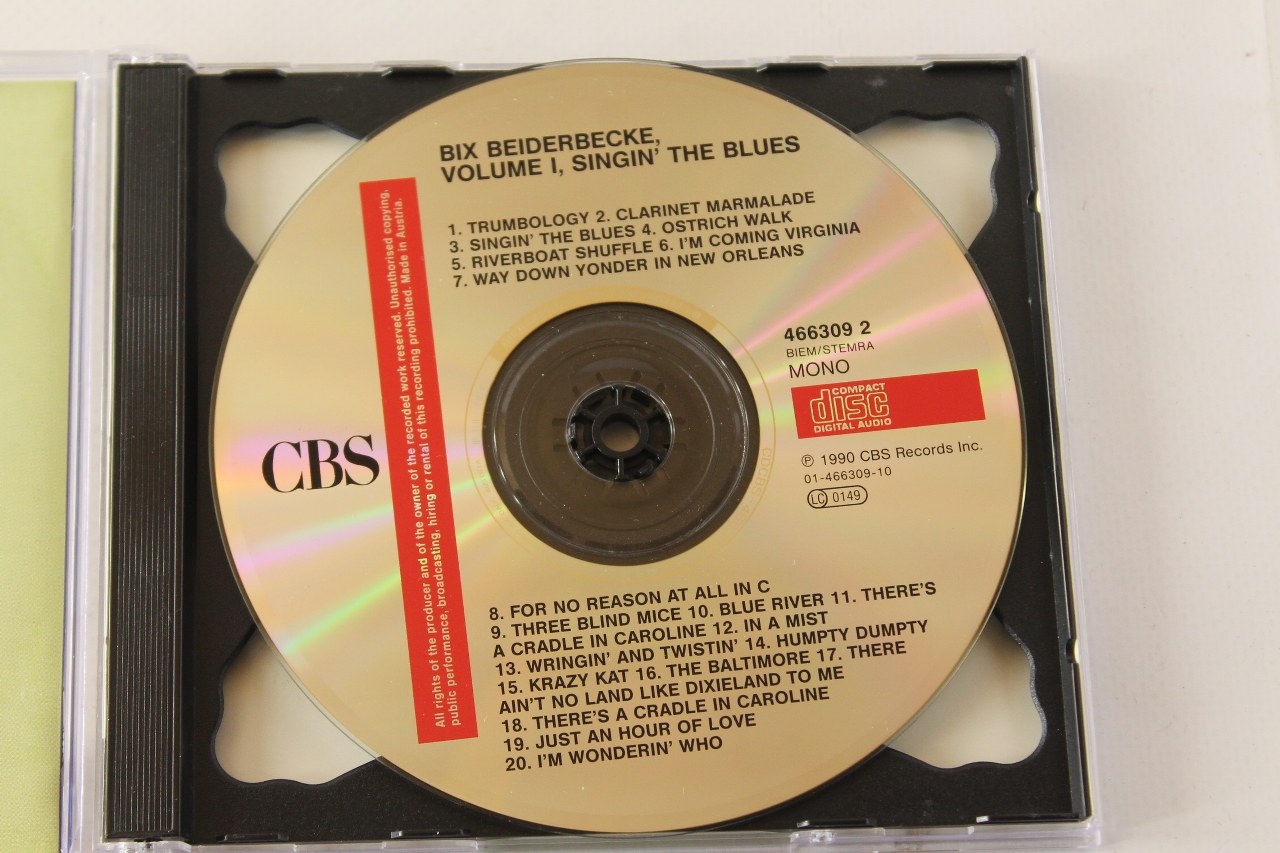 BIX BEIDERBECKE,
VOLUME I, SINGIN' THE BLUES
1. TRUMBOLOGY 2. CLARINET MARMALADE
3. SINGIN' THE BLUES 4. OSTRICH WALK
5. RIVERBOAT SHUFFLE 6. I'M COMING VIRGINIA
7. WAY DOWN YONDER IN NEW ORLEANS
All rights of the producer and of the owner of the recorded work reserved. Unauthorised copying,
public performance, broadcasting, hiring or rental of this recording prohibited. Made in Austria.
CBS
466309 2
BIEM/STEMRA
MONO
COMPACT
disc
DIGITAL AUDIO
℗ 1990 CBS Records Inc.
01-466309-10
LC 0149
8. FOR NO REASON AT ALL IN C
9. THREE BLIND MICE 10. BLUE RIVER 11. THERE'S
A CRADLE IN CAROLINE 12. IN A MIST
13. WRINGIN' AND TWISTIN' 14. HUMPTY DUMPTY
15. KRAZY KAT 16. THE BALTIMORE 17. THERE
AIN'T NO LAND LIKE DIXIELAND TO ME
18. THERE'S A CRADLE IN CAROLINE
19. JUST AN HOUR OF LOVE
20. I'M WONDERIN' WHO